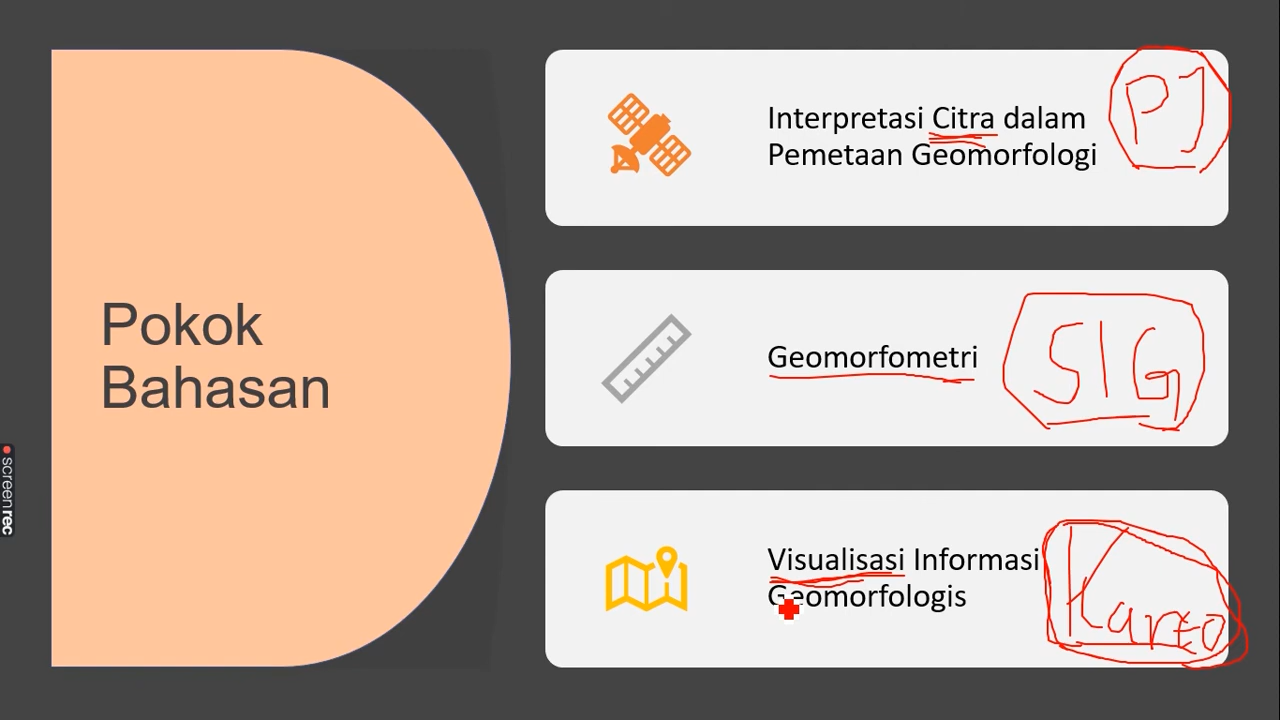 Pokok
Bahasan
Interpretasi Citra dalam
Pemetaan Geomorfologi
PJ
Geomorfometri
SIG
Visualisasi Informasi
Geomorfologis
Karto
screenrec